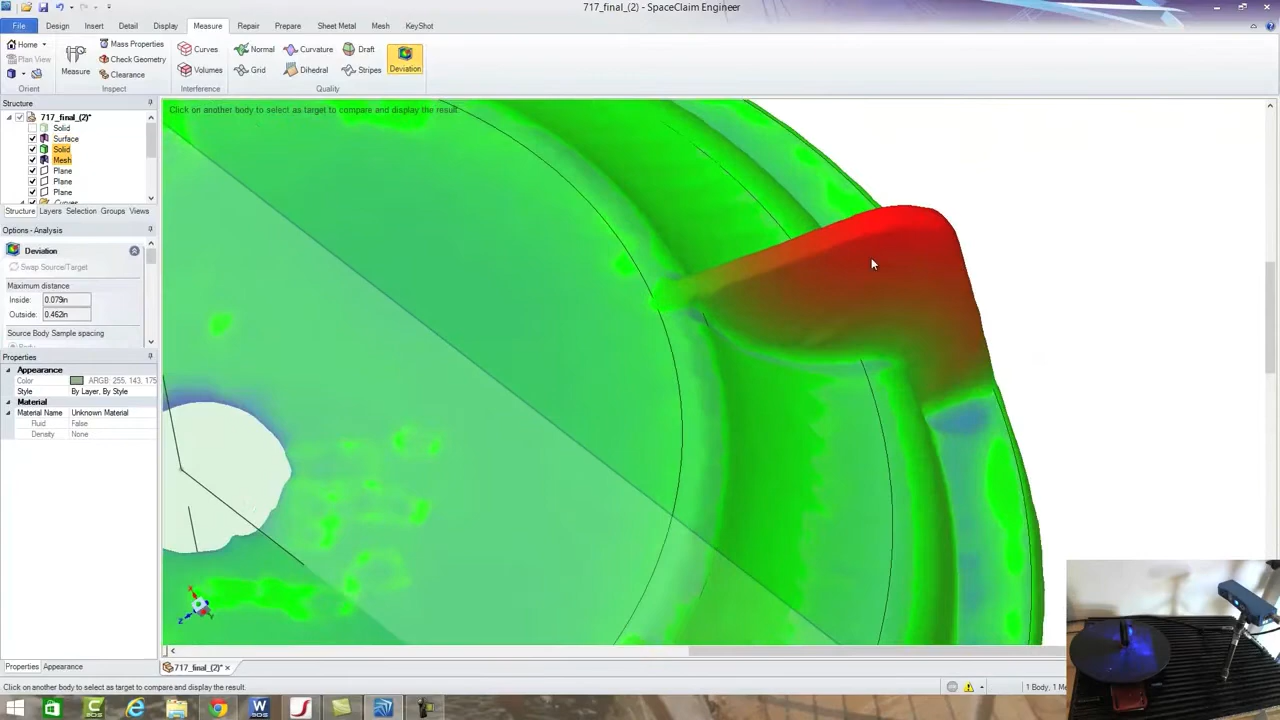 717_final_(2) - SpaceClaim Engineer
File Design Insert Detail Display Measure Repair Prepare Sheet Metal Mesh KeyShot
Home Mass Properties Curves Normal Curvature Draft
Plan View Measure Check Geometry Deviation
Clearance Volumes Grid Dihedral Stripes
Orient Inspect Interference Quality
Structure
Click on another body to select as target to compare and display the result.
717_final_(2)*
Solid
Surface
Solid
Mesh
Plane
Plane
Plane
Curves
Structure Layers Selection Groups Views
Options - Analysis
Deviation
Swap Source/Target
Maximum distance
Inside: 0.079in
Outside: 0.462in
Source Body Sample spacing
Body
Properties
Appearance
Color ARGB: 255, 143, 175
Style By Layer, By Style
Material
Material Name Unknown Material
Fluid False
Density None
X
Y
Z
Properties Appearance
717_final_(2)*
Click on another body to select as target to compare and display the result.
1 Body, 1 Me